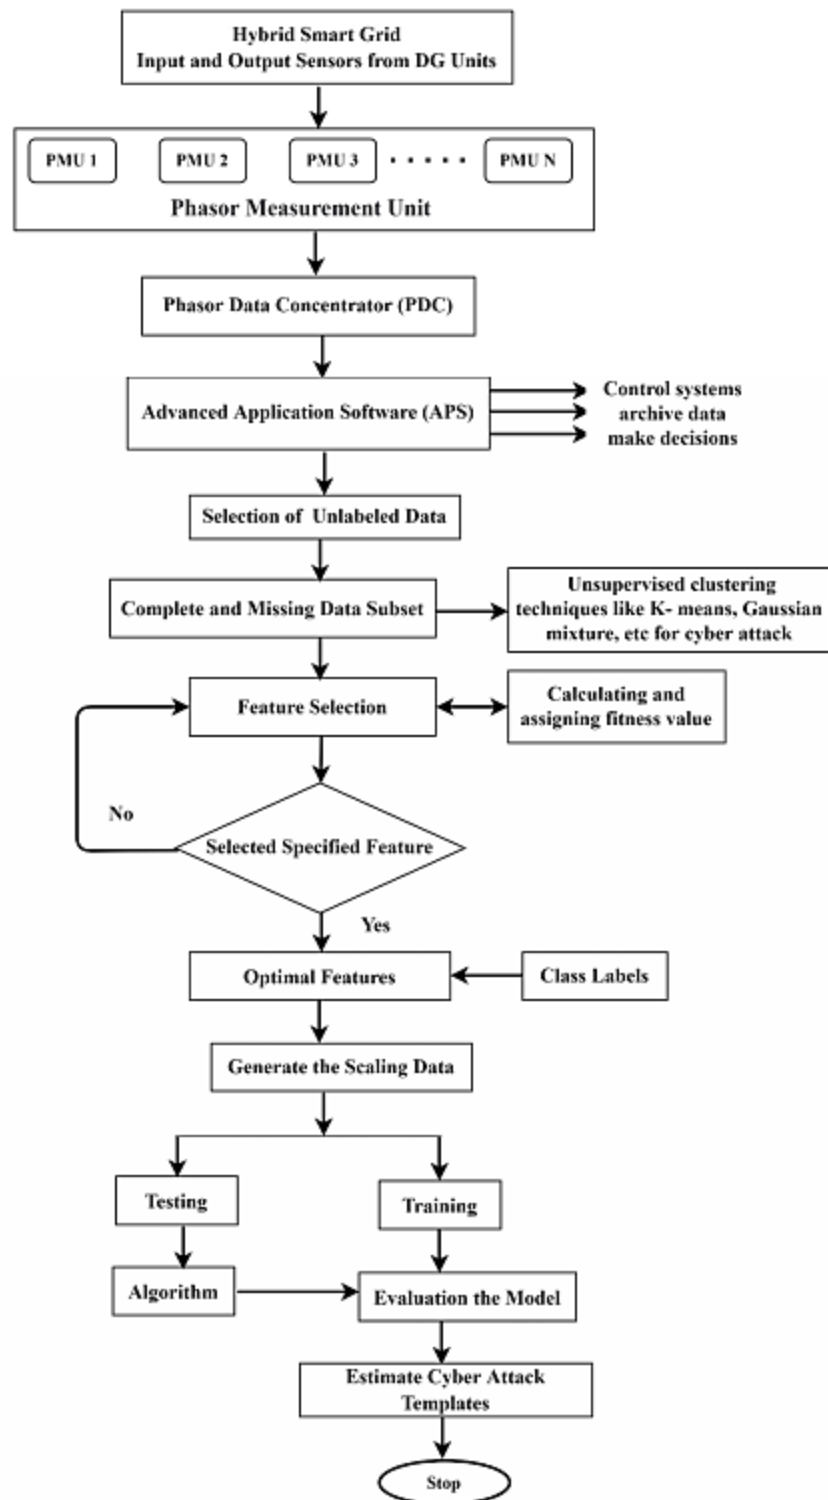 Hybrid Smart Grid
Input and Output Sensors from DG Units
PMU 1
PMU 2
PMU 3
PMU N
Phasor Measurement Unit
Phasor Data Concentrator (PDC)
Advanced Application Software (APS)
Control systems
archive data
make decisions
Selection of Unlabeled Data
Complete and Missing Data Subset
Unsupervised clustering
techniques like K- means, Gaussian
mixture, etc for cyber attack
Feature Selection
Calculating and
assigning fitness value
No
Selected Specified Feature
Yes
Optimal Features
Class Labels
Generate the Scaling Data
Testing
Training
Algorithm
Evaluation the Model
Estimate Cyber Attack
Templates
Stop